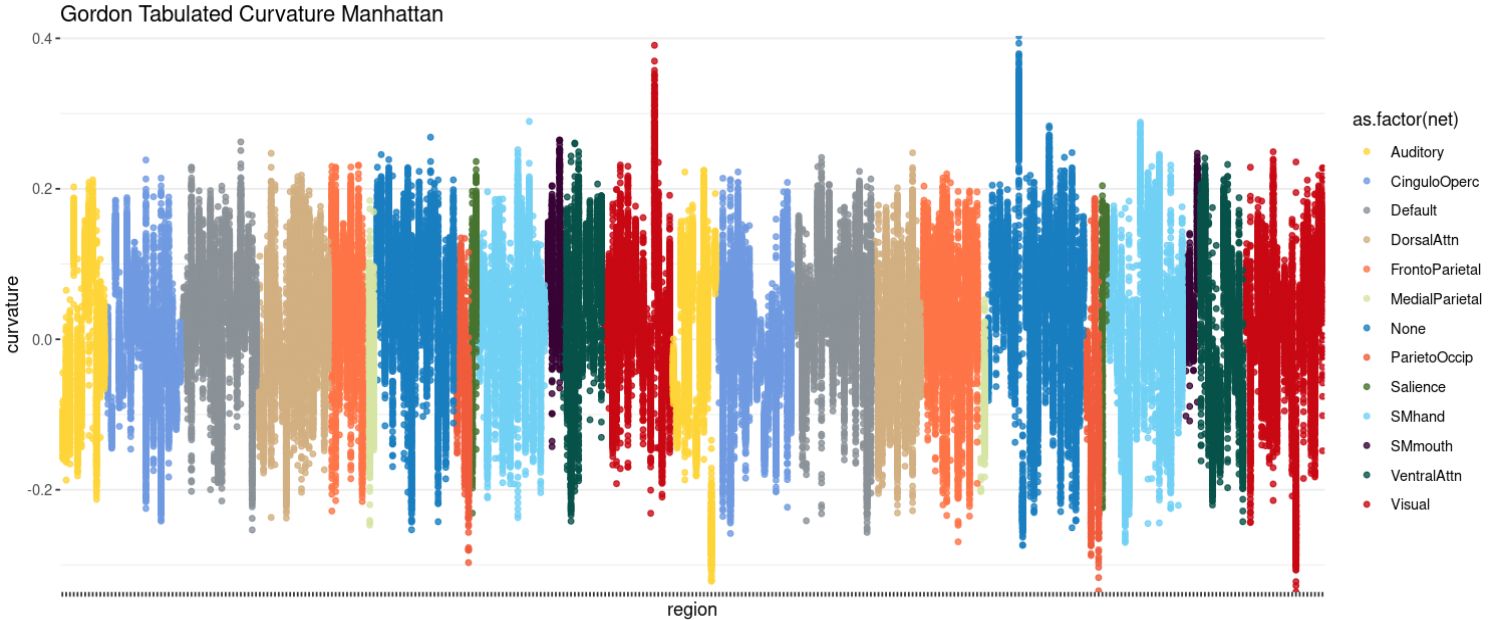 Gordon Tabulated Curvature Manhattan
0.4
0.2
0.0
-0.2
curvature
region
as.factor(net)
Auditory
CinguloOperc
Default
DorsalAttn
FrontoParietal
MedialParietal
None
ParietoOccip
Salience
SMhand
SMmouth
VentralAttn
Visual